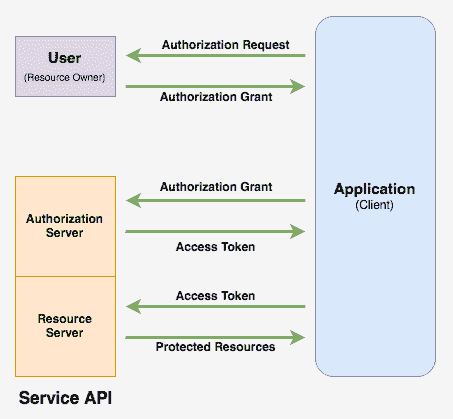 Authorization Request
User
(Resource Owner)
Authorization Grant
Application
(Client)
Authorization Grant
Authorization
Server
Access Token
Access Token
Resource
Server
Protected Resources
Service API